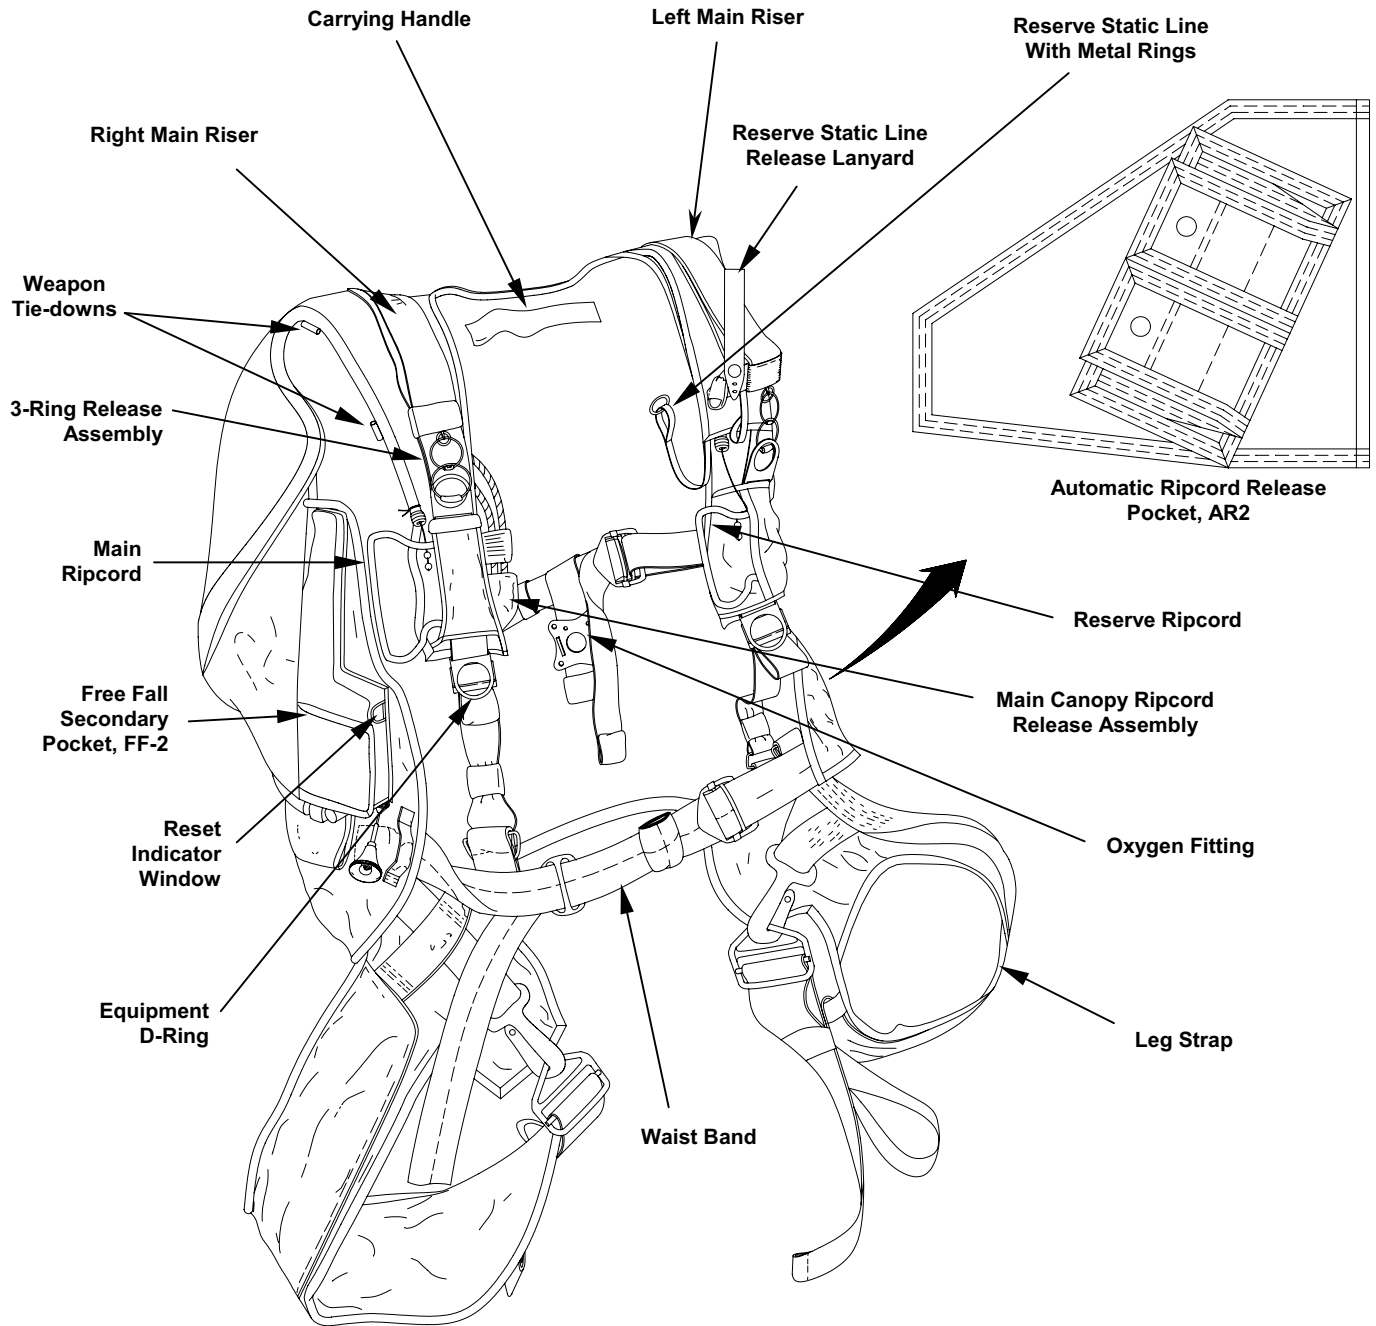 Carrying Handle
Left Main Riser
Reserve Static Line
With Metal Rings
Right Main Riser
Reserve Static Line
Release Lanyard
Weapon
Tie-downs
3-Ring Release
Assembly
Automatic Ripcord Release
Pocket, AR2
Main
Ripcord
Reserve Ripcord
Free Fall
Secondary
Pocket, FF-2
Main Canopy Ripcord
Release Assembly
Reset
Indicator
Window
Oxygen Fitting
Equipment
D-Ring
Leg Strap
Waist Band